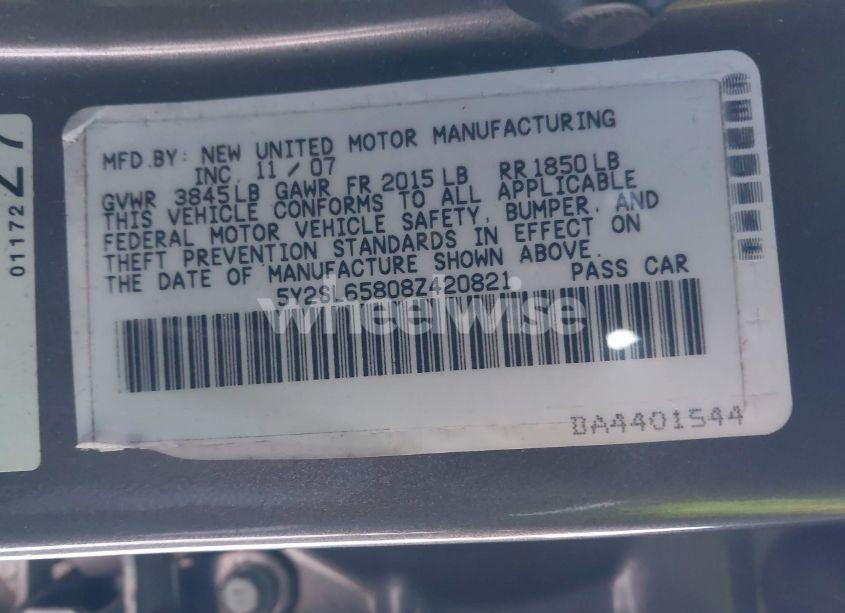 MFD.BY: NEW UNITED MOTOR MANUFACTURING
INC. 11/07
GVWR 3845LB GAWR FR 2015LB RR1850LB
THIS VEHICLE CONFORMS TO ALL APPLICABLE
FEDERAL MOTOR VEHICLE SAFETY, BUMPER, AND
THEFT PREVENTION STANDARDS IN EFFECT ON
THE DATE OF MANUFACTURE SHOWN ABOVE.
5Y2SL65808Z420821 PASS CAR
wheelwise
DA4401544
01172
27